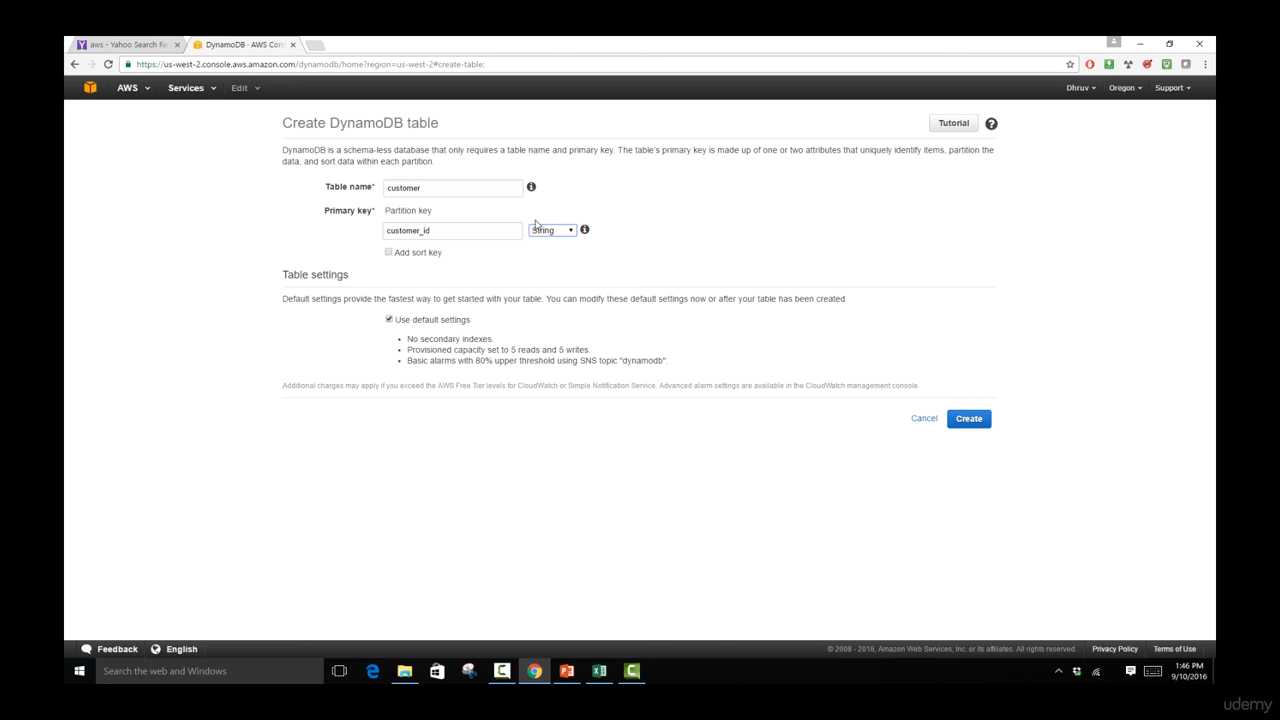 aws - Yahoo Search Re
DynamoDB - AWS Con
https://us-west-2.console.aws.amazon.com/dynamodb/home?region=us-west-2#create-table:
AWS
Services
Edit
Dhruv
Oregon
Support
Create DynamoDB table
Tutorial
DynamoDB is a schema-less database that only requires a table name and primary key. The table's primary key is made up of one or two attributes that uniquely identify items, partition the
data, and sort data within each partition.
Table name*
customer
Primary key*
Partition key
customer_id
String
Add sort key
Table settings
Default settings provide the fastest way to get started with your table. You can modify these default settings now or after your table has been created.
Use default settings
• No secondary indexes.
• Provisioned capacity set to 5 reads and 5 writes.
• Basic alarms with 80% upper threshold using SNS topic "dynamodb".
Additional charges may apply if you exceed the AWS Free Tier levels for CloudWatch or Simple Notification Service. Advanced alarm settings are available in the CloudWatch management console.
Cancel
Create
Feedback
English
© 2008 - 2016, Amazon Web Services, Inc. or its affiliates. All rights reserved.
Privacy Policy
Terms of Use
Search the web and Windows
1:46 PM
9/10/2016
udemy